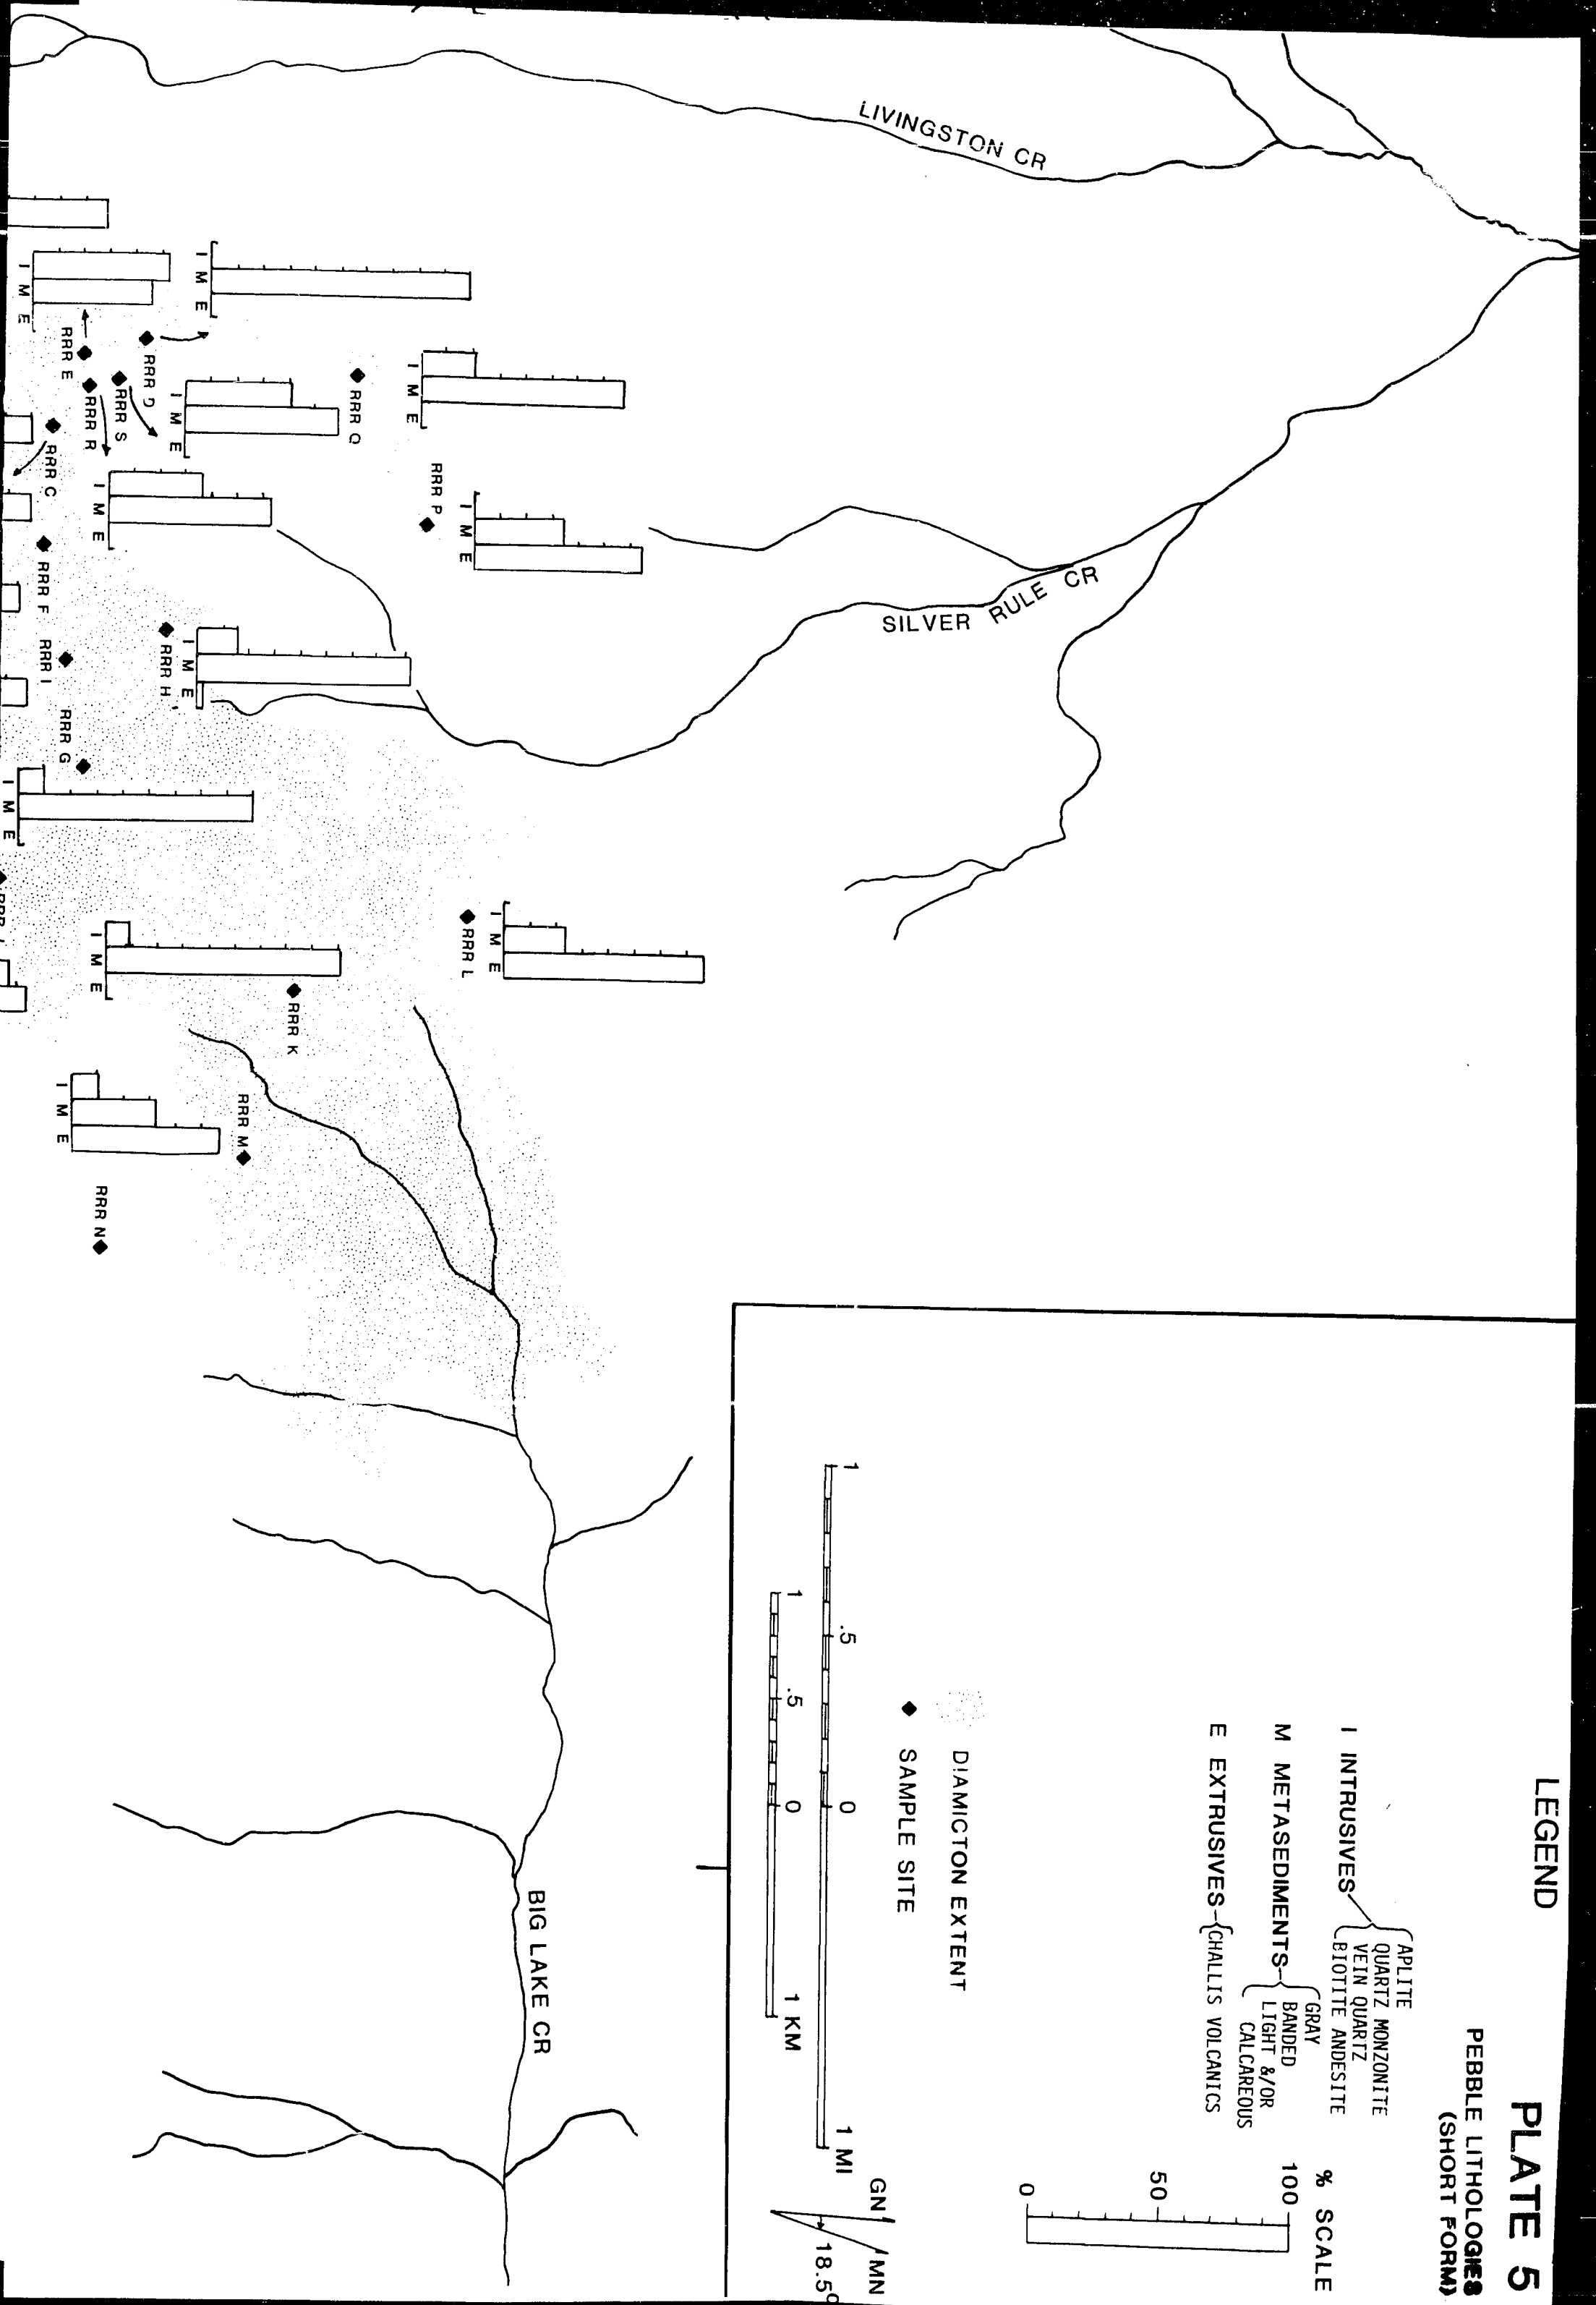 PLATE 5
PEBBLE LITHOLOGIES
(SHORT FORM)
LEGEND
% SCALE
100
50
0
I INTRUSIVES
APLITE
QUARTZ MONZONITE
VEIN QUARTZ
BIOTITE ANDESITE
M METASEDIMENTS
GRAY
BANDED
LIGHT &/OR
CALCAREOUS
E EXTRUSIVES
CHALLIS VOLCANICS
DIAMICTON EXTENT
SAMPLE SITE
1 .5 0 1 MI
1 .5 0 1 KM
GN MN
18.5°
LIVINGSTON CR
SILVER RULE CR
BIG LAKE CR
I M E
I M E
RRR E
RRR D
RRR S
RRR R
I M E
RRR Q
I M E
RRR C
I M E
RRR P
I M E
RRR F
RRR I
RRR H
I M E
RRR G
I M E
RRR L
I M E
I M E
RRR K
I M E
RRR M
RRR N